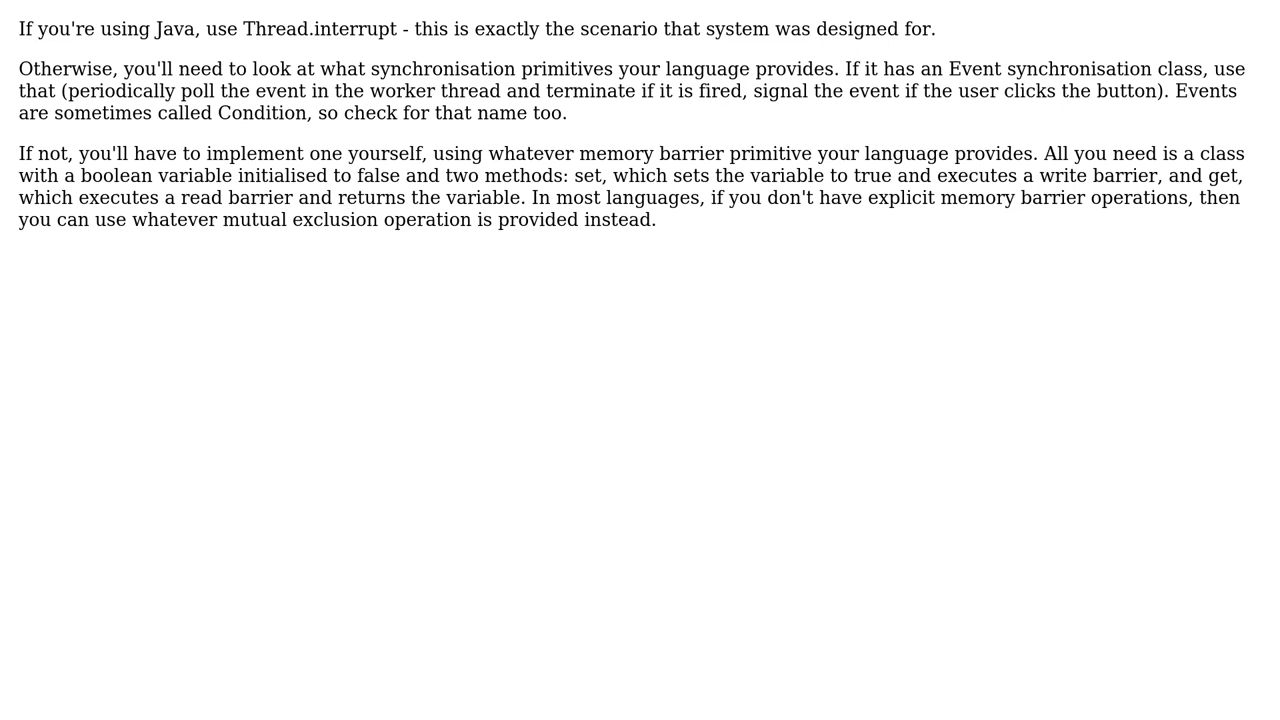 If you're using Java, use Thread.interrupt - this is exactly the scenario that system was designed for.
Otherwise, you'll need to look at what synchronisation primitives your language provides. If it has an Event synchronisation class, use
that (periodically poll the event in the worker thread and terminate if it is fired, signal the event if the user clicks the button). Events
are sometimes called Condition, so check for that name too.
If not, you'll have to implement one yourself, using whatever memory barrier primitive your language provides. All you need is a class
with a boolean variable initialised to false and two methods: set, which sets the variable to true and executes a write barrier, and get,
which executes a read barrier and returns the variable. In most languages, if you don't have explicit memory barrier operations, then
you can use whatever mutual exclusion operation is provided instead.